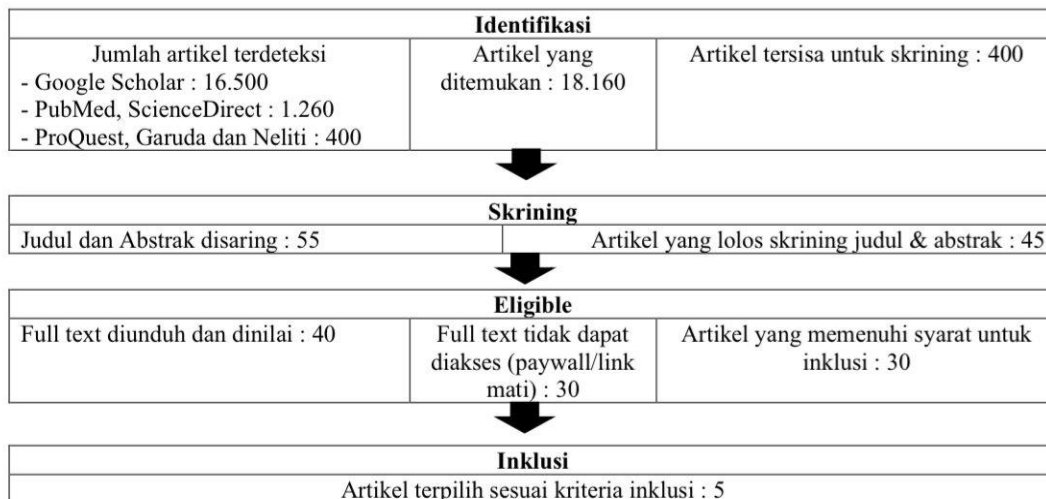 Identifikasi
Jumlah artikel terdeteksi
- Google Scholar : 16.500
- PubMed, ScienceDirect : 1.260
- ProQuest, Garuda dan Neliti : 400
Artikel yang
ditemukan : 18.160
Artikel tersisa untuk skrining : 400
Skrining
Judul dan Abstrak disaring : 55
Artikel yang lolos skrining judul & abstrak : 45
Eligible
Full text diunduh dan dinilai : 40
Full text tidak dapat
diakses (paywall/link
mati) : 30
Artikel yang memenuhi syarat untuk
inklusi : 30
Inklusi
Artikel terpilih sesuai kriteria inklusi : 5